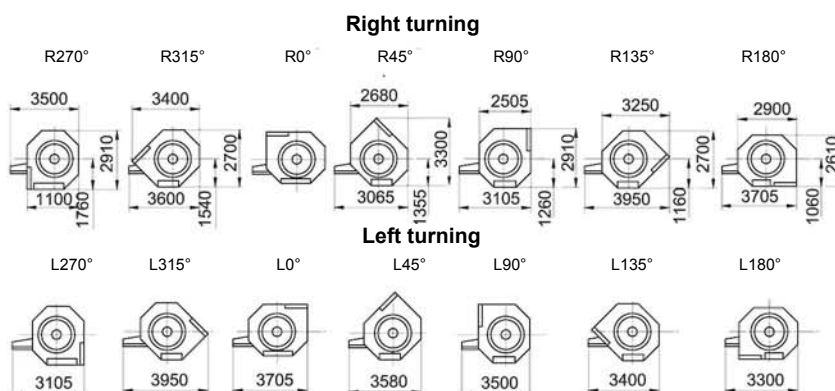 Right turning
R270° R315° R0° R45° R90° R135° R180°
3500 3400 2680 2505 3250 2900
2910 2700 3300 2910 2700 2610
1100 3600 3065 3105 3950 3705
1760 1540 1355 1260 1160 1060
Left turning
L270° L315° L0° L45° L90° L135° L180°
3105 3950 3705 3580 3500 3400 3300